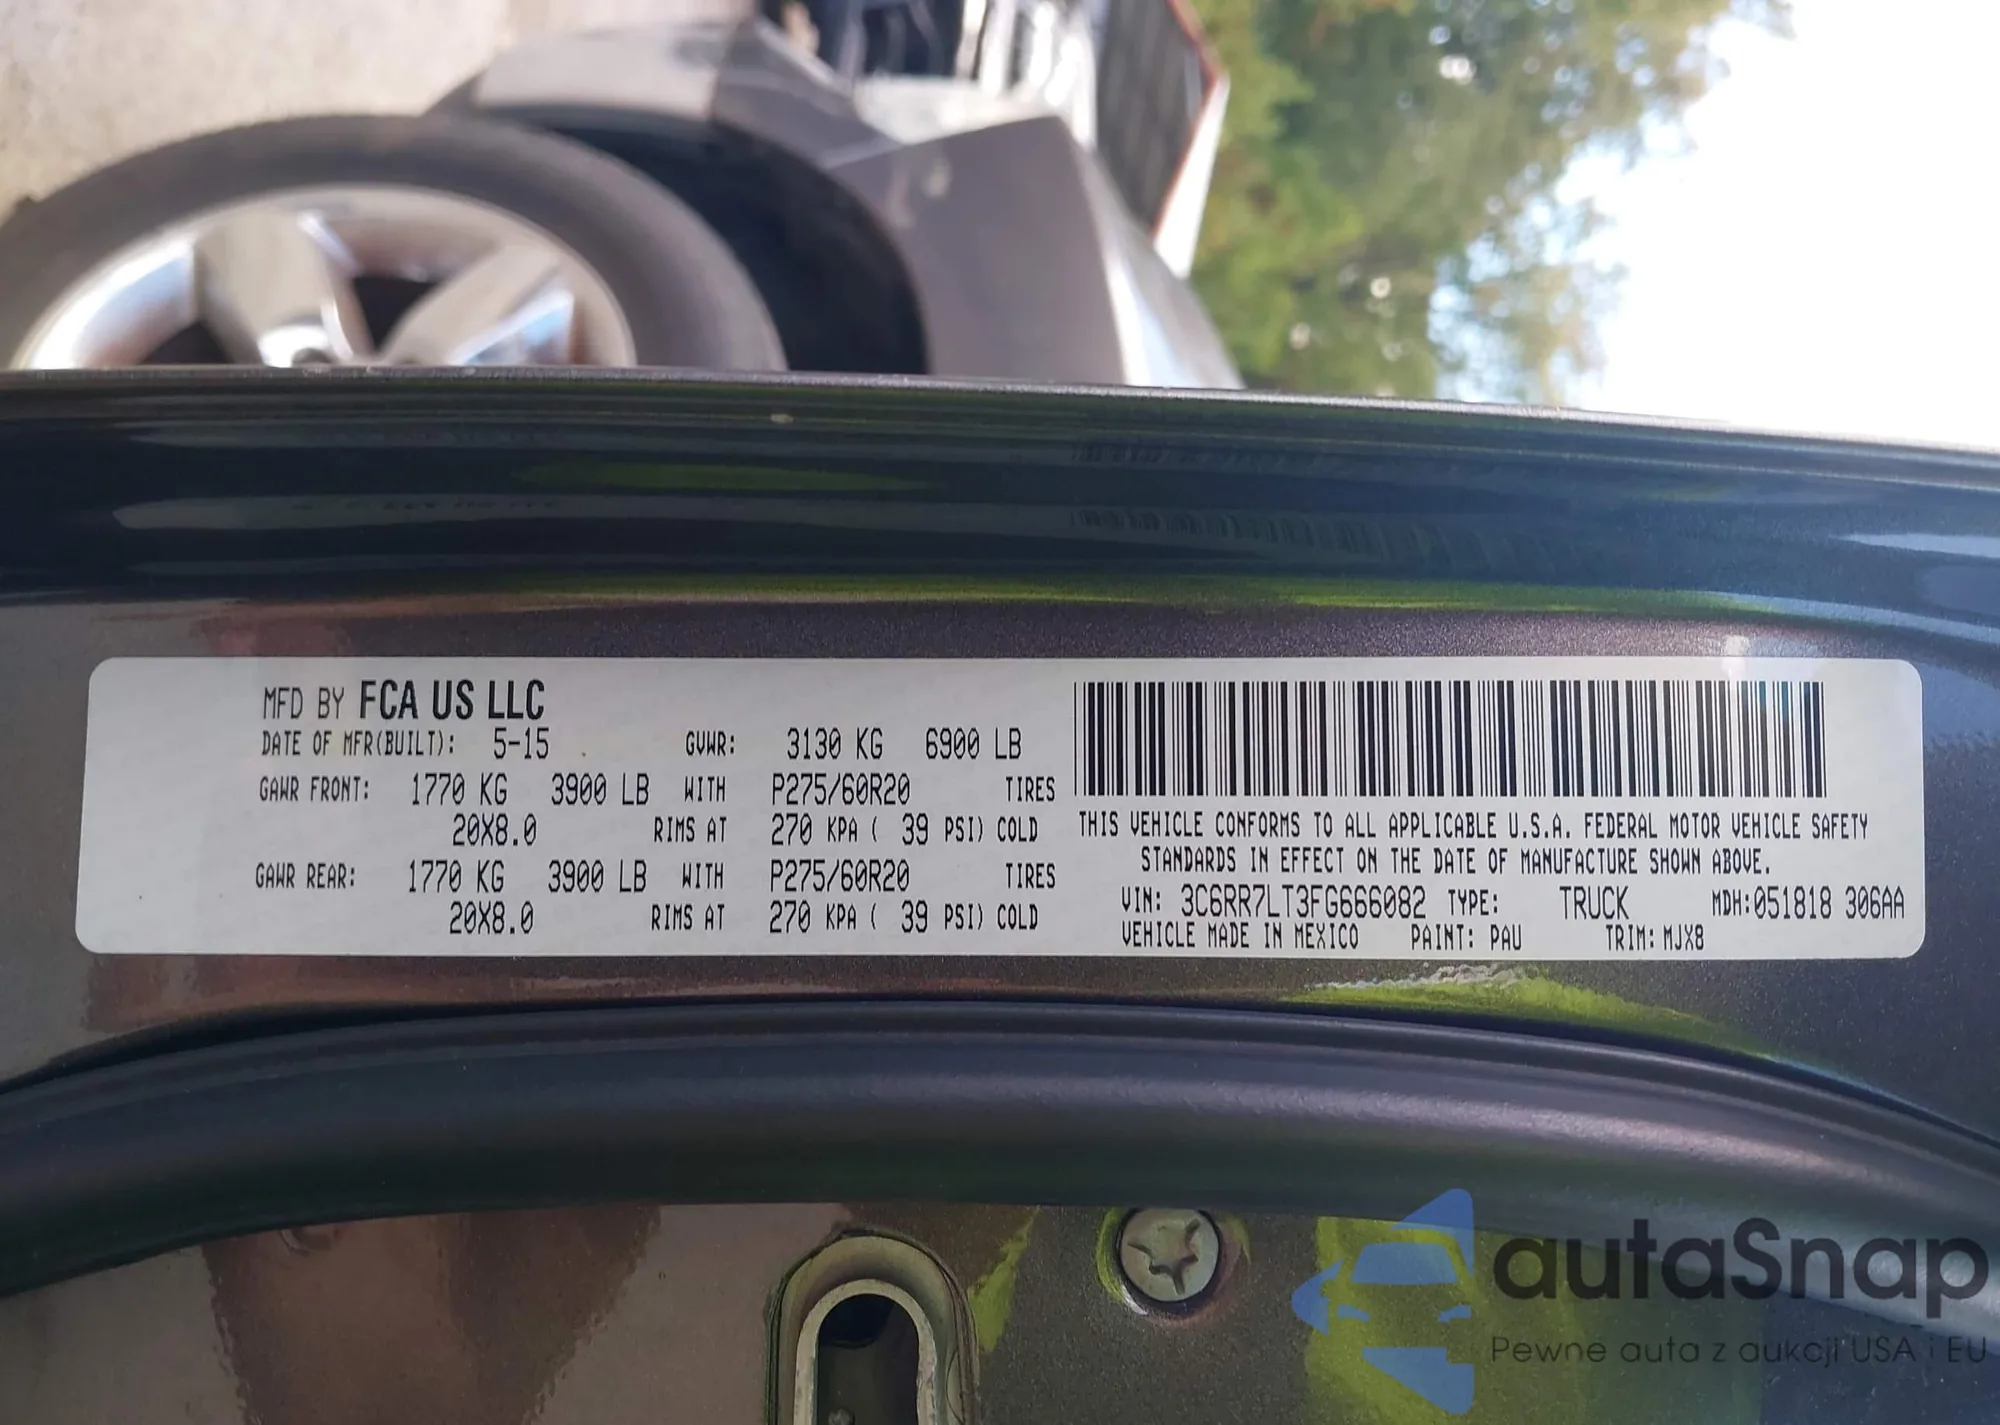 MFD BY FCA US LLC
DATE OF MFR(BUILT): 5-15 GVWR: 3130 KG 6900 LB
GAWR FRONT: 1770 KG 3900 LB WITH P275/60R20 TIRES
20X8.0 RIMS AT 270 KPA ( 39 PSI) COLD
GAWR REAR: 1770 KG 3900 LB WITH P275/60R20 TIRES
20X8.0 RIMS AT 270 KPA ( 39 PSI) COLD
THIS VEHICLE CONFORMS TO ALL APPLICABLE U.S.A. FEDERAL MOTOR VEHICLE SAFETY
STANDARDS IN EFFECT ON THE DATE OF MANUFACTURE SHOWN ABOVE.
VIN: 3C6RR7LT3FG666082 TYPE: TRUCK MDH:051818 306AA
VEHICLE MADE IN MEXICO PAINT: PAU TRIM: MJX8
autaSnap
Pewne auta z aukcji USA i EU